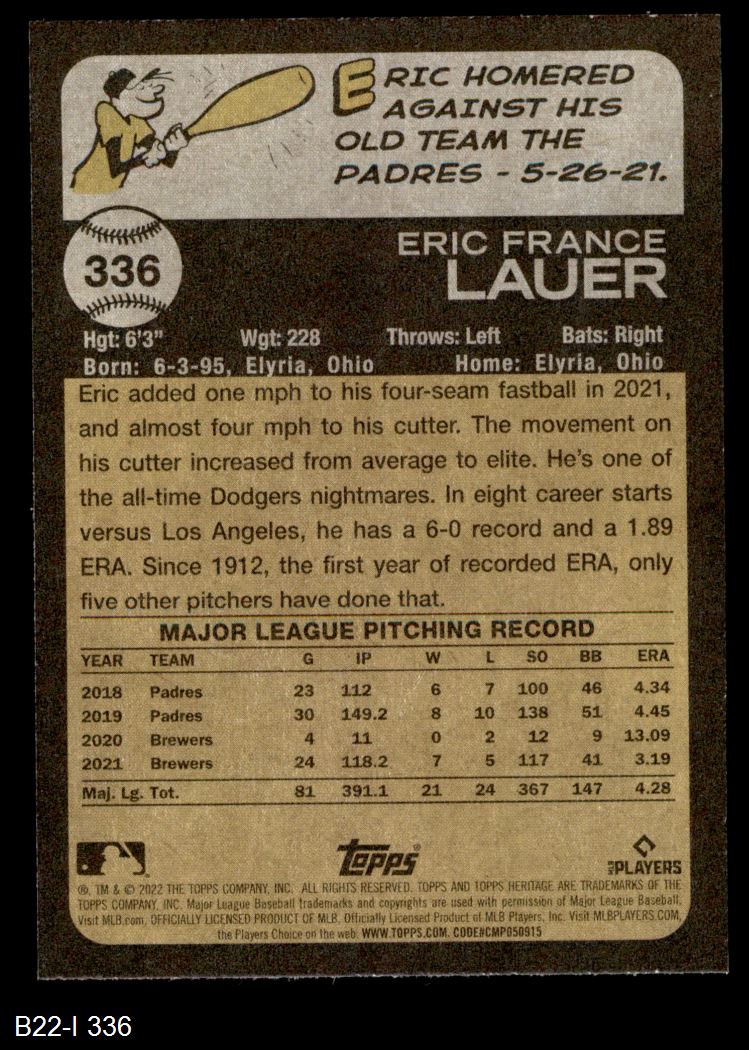 ERIC HOMERED
AGAINST HIS
OLD TEAM THE
PADRES - 5-26-21.
336
ERIC FRANCE
LAUER
Hgt: 6'3" Wgt: 228 Throws: Left Bats: Right
Born: 6-3-95, Elyria, Ohio Home: Elyria, Ohio
Eric added one mph to his four-seam fastball in 2021,
and almost four mph to his cutter. The movement on
his cutter increased from average to elite. He's one of
the all-time Dodgers nightmares. In eight career starts
versus Los Angeles, he has a 6-0 record and a 1.89
ERA. Since 1912, the first year of recorded ERA, only
five other pitchers have done that.
MAJOR LEAGUE PITCHING RECORD
YEAR TEAM G IP W L SO BB ERA
2018 Padres 23 112 6 7 100 46 4.34
2019 Padres 30 149.2 8 10 138 51 4.45
2020 Brewers 4 11 0 2 12 9 13.09
2021 Brewers 24 118.2 7 5 117 41 3.19
Maj. Lg. Tot. 81 391.1 21 24 367 147 4.28
Topps®
MLB PLAYERS
®, TM & © 2022 THE TOPPS COMPANY, INC. ALL RIGHTS RESERVED. TOPPS AND TOPPS HERITAGE ARE TRADEMARKS OF THE
TOPPS COMPANY, INC. Major League Baseball trademarks and copyrights are used with permission of Major League Baseball.
Visit MLB.com. OFFICIALLY LICENSED PRODUCT OF MLB. Officially Licensed Product of MLB Players, Inc. Visit MLBPLAYERS.COM,
the Players Choice on the web. WWW.TOPPS.COM. CODE#CMP050915
B22-I 336